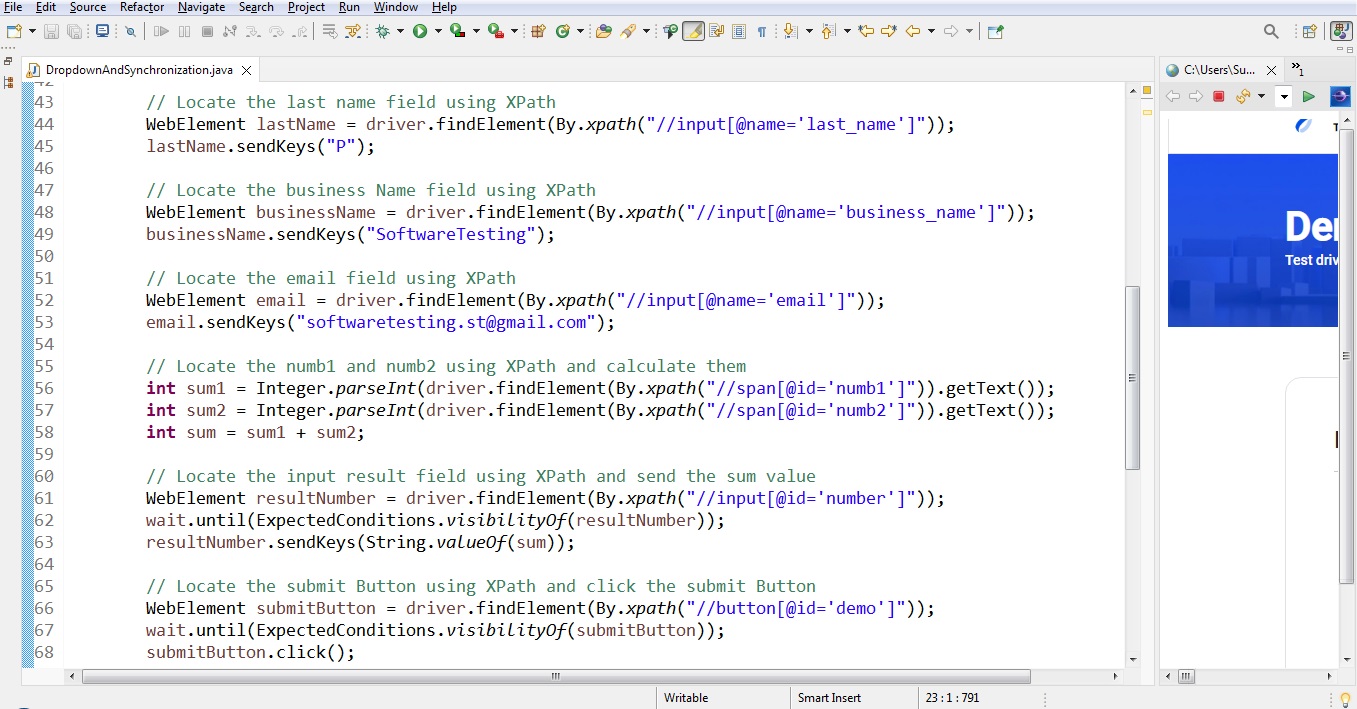 File Edit Source Refactor Navigate Search Project Run Window Help
DropdownAndSynchronization.java
C:\Users\Su...
»1
43 // Locate the last name field using XPath
44 WebElement lastName = driver.findElement(By.xpath("//input[@name='last_name']"));
45 lastName.sendKeys("P");
46
47 // Locate the business Name field using XPath
48 WebElement businessName = driver.findElement(By.xpath("//input[@name='business_name']"));
49 businessName.sendKeys("SoftwareTesting");
50
51 // Locate the email field using XPath
52 WebElement email = driver.findElement(By.xpath("//input[@name='email']"));
53 email.sendKeys("softwaretesting.st@gmail.com");
54
55 // Locate the numb1 and numb2 using XPath and calculate them
56 int sum1 = Integer.parseInt(driver.findElement(By.xpath("//span[@id='numb1']")).getText());
57 int sum2 = Integer.parseInt(driver.findElement(By.xpath("//span[@id='numb2']")).getText());
58 int sum = sum1 + sum2;
59
60 // Locate the input result field using XPath and send the sum value
61 WebElement resultNumber = driver.findElement(By.xpath("//input[@id='number']"));
62 wait.until(ExpectedConditions.visibilityOf(resultNumber));
63 resultNumber.sendKeys(String.valueOf(sum));
64
65 // Locate the submit Button using XPath and click the submit Button
66 WebElement submitButton = driver.findElement(By.xpath("//button[@id='demo']"));
67 wait.until(ExpectedConditions.visibilityOf(submitButton));
68 submitButton.click();
Test driv
Writable
Smart Insert
23 : 1 : 791